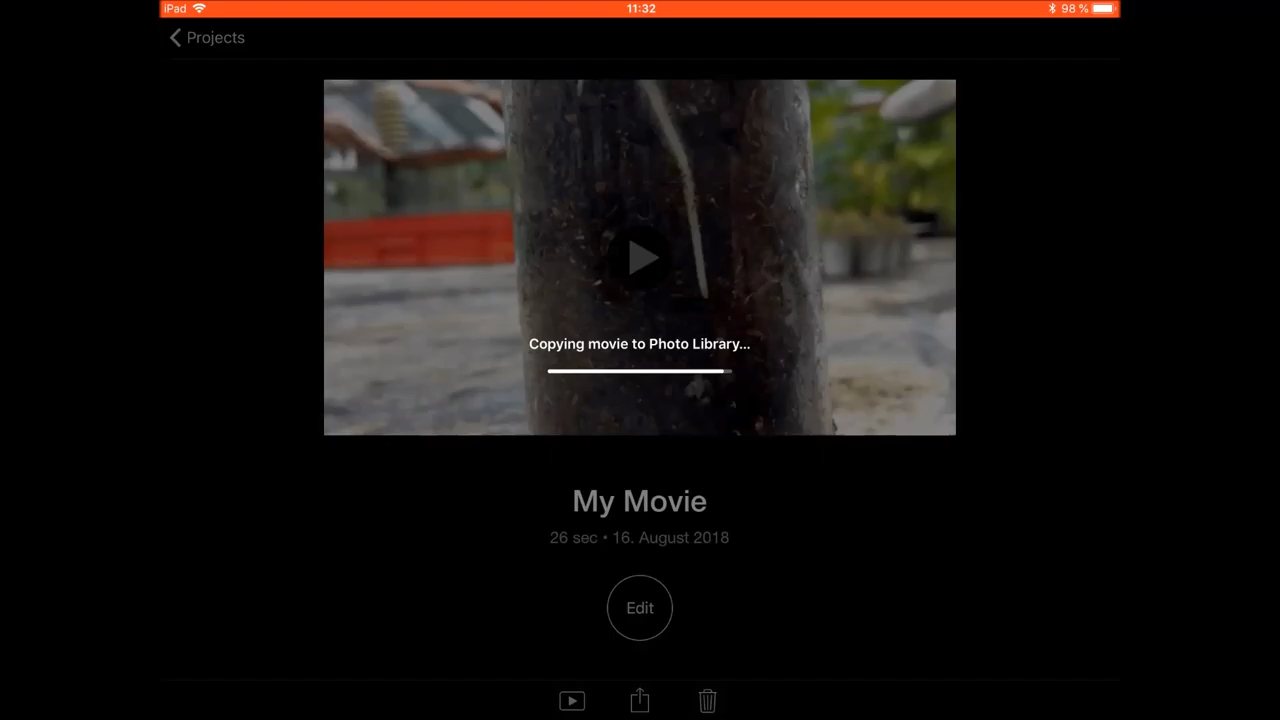 iPad
11:32
98 %
Projects
Copying movie to Photo Library...
My Movie
26 sec • 16. August 2018
Edit